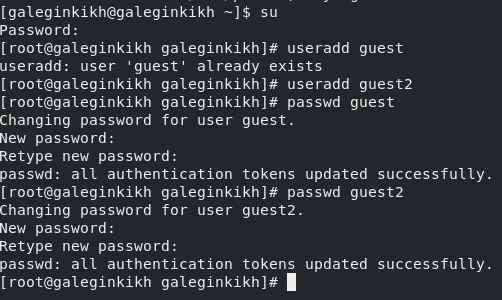 [galeginkikh@galeginkikh ~]$ su
Password:
[root@galeginkikh galeginkikh]# useradd guest
useradd: user 'guest' already exists
[root@galeginkikh galeginkikh]# useradd guest2
[root@galeginkikh galeginkikh]# passwd guest
Changing password for user guest.
New password:
Retype new password:
passwd: all authentication tokens updated successfully.
[root@galeginkikh galeginkikh]# passwd guest2
Changing password for user guest2.
New password:
Retype new password:
passwd: all authentication tokens updated successfully.
[root@galeginkikh galeginkikh]#